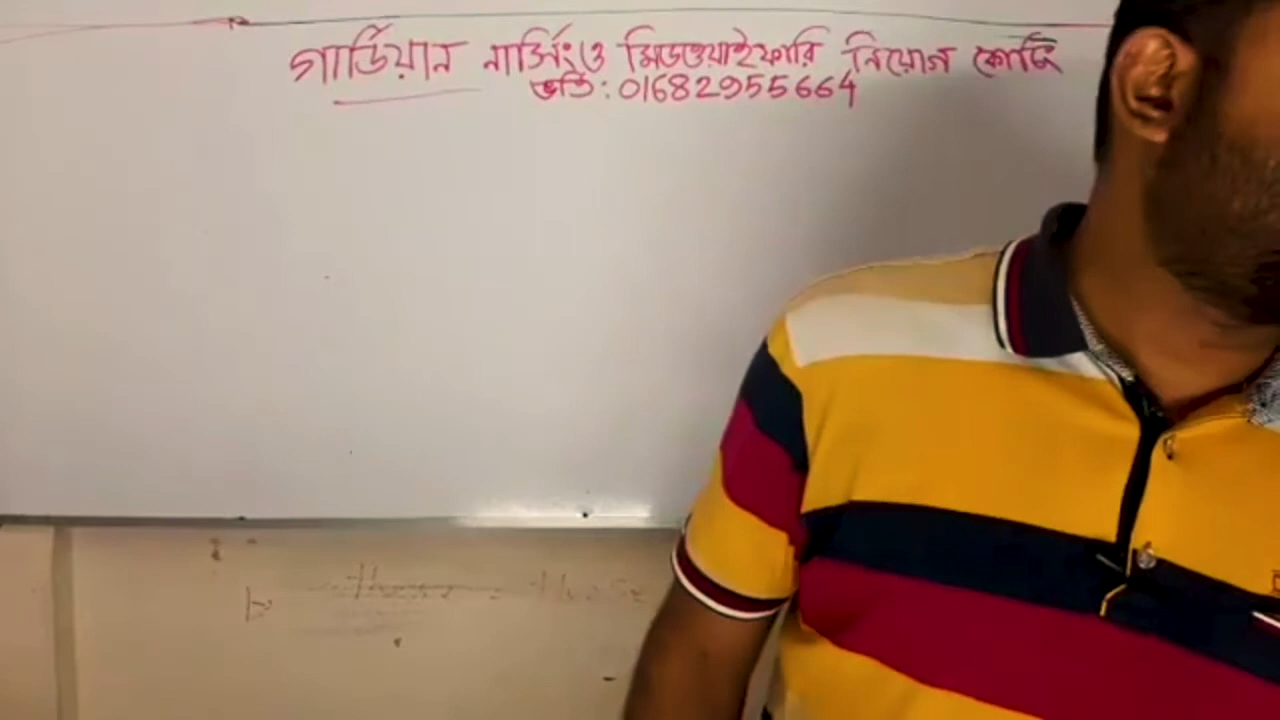 গার্ডিয়ান নার্সিং ও মিডওয়াইফারি নিয়োগ কোচিং
ভর্তি : 01682955664